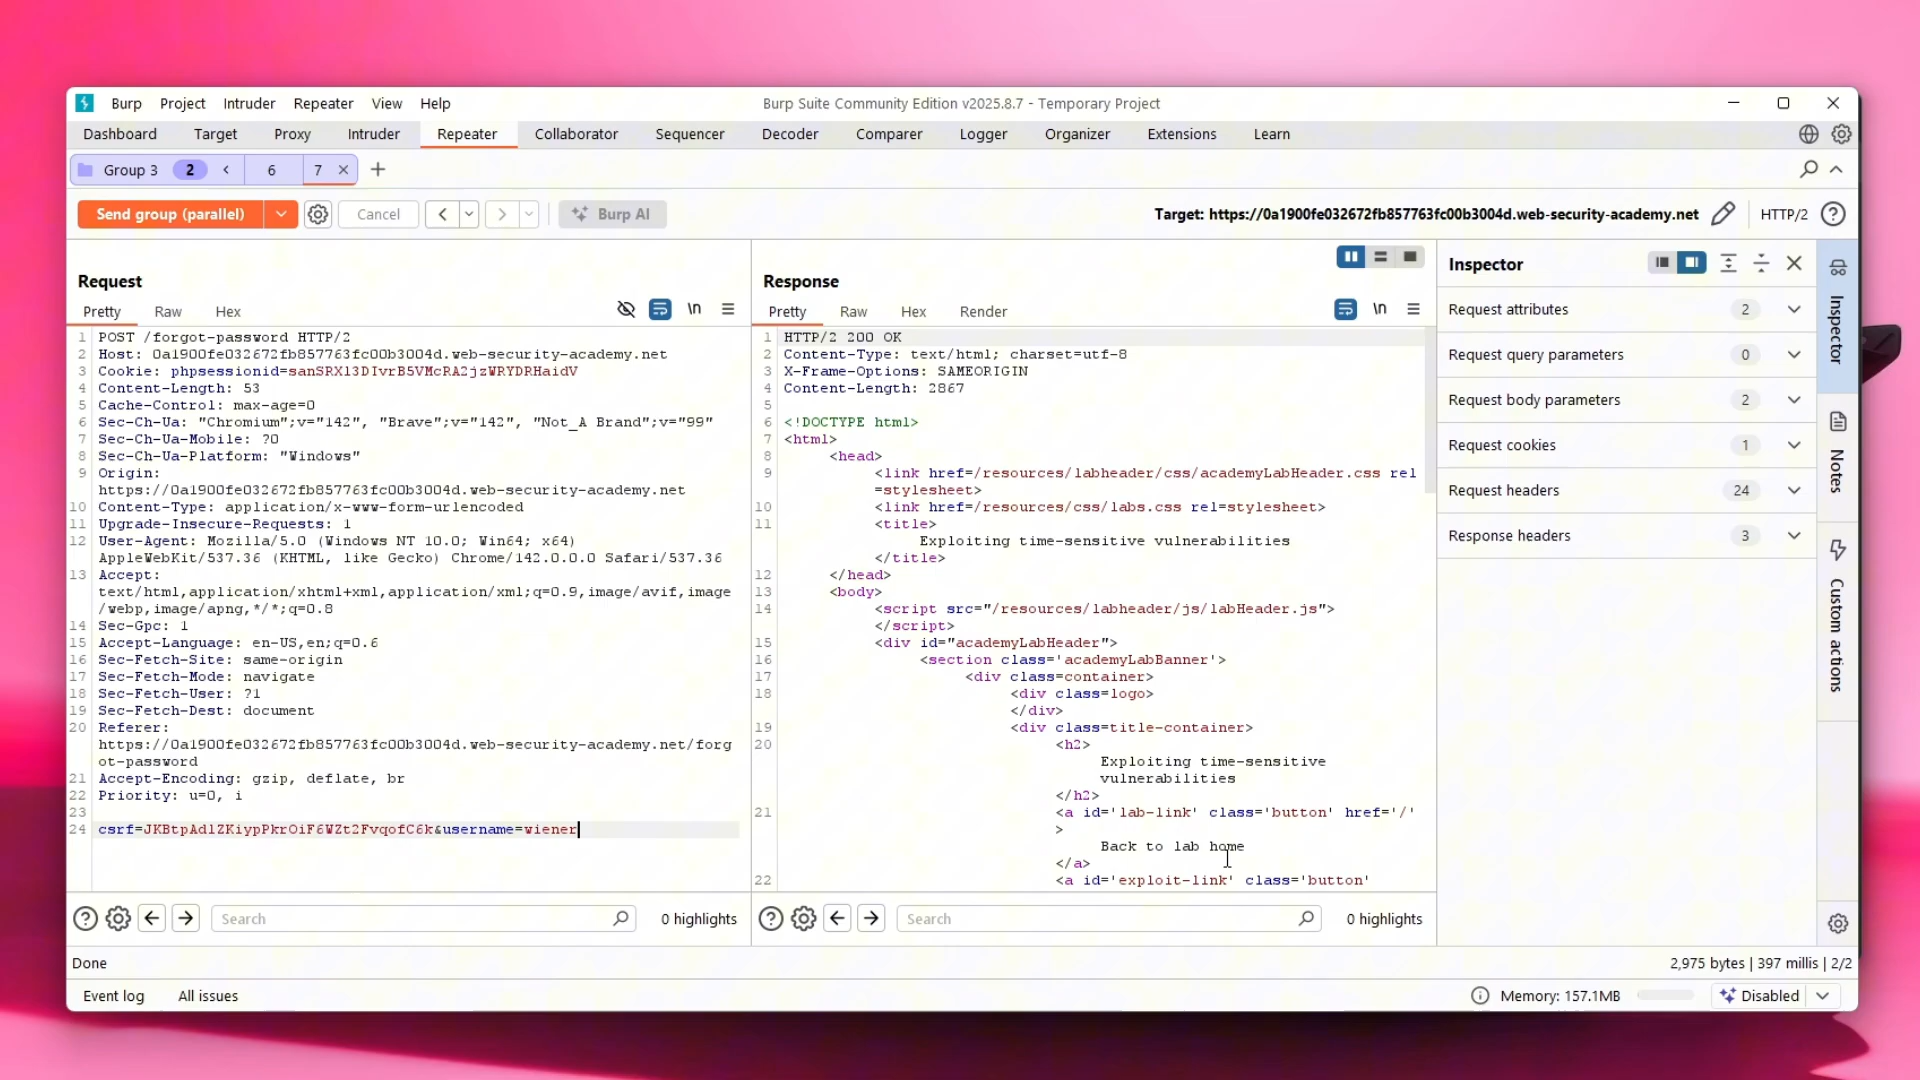 Burp Project Intruder Repeater View Help
Burp Suite Community Edition v2025.8.7 - Temporary Project
Dashboard Target Proxy Intruder Repeater Collaborator Sequencer Decoder Comparer Logger Organizer Extensions Learn
Group 3 2 6 7
Send group (parallel) Cancel Burp AI
Target: https://0a1900fe032672fb857763fc00b3004d.web-security-academy.net HTTP/2
Request
Pretty Raw Hex \n
1 POST /forgot-password HTTP/2
2 Host: 0a1900fe032672fb857763fc00b3004d.web-security-academy.net
3 Cookie: phpsessionid=sanSRXl3DIvrB5VMcRA2jzWRYDRHaidV
4 Content-Length: 53
5 Cache-Control: max-age=0
6 Sec-Ch-Ua: "Chromium";v="142", "Brave";v="142", "Not_A Brand";v="99"
7 Sec-Ch-Ua-Mobile: ?0
8 Sec-Ch-Ua-Platform: "Windows"
9 Origin:
https://0a1900fe032672fb857763fc00b3004d.web-security-academy.net
10 Content-Type: application/x-www-form-urlencoded
11 Upgrade-Insecure-Requests: 1
12 User-Agent: Mozilla/5.0 (Windows NT 10.0; Win64; x64)
AppleWebKit/537.36 (KHTML, like Gecko) Chrome/142.0.0.0 Safari/537.36
13 Accept:
text/html,application/xhtml+xml,application/xml;q=0.9,image/avif,image
/webp,image/apng,*/*;q=0.8
14 Sec-Gpc: 1
15 Accept-Language: en-US,en;q=0.6
16 Sec-Fetch-Site: same-origin
17 Sec-Fetch-Mode: navigate
18 Sec-Fetch-User: ?1
19 Sec-Fetch-Dest: document
20 Referer:
https://0a1900fe032672fb857763fc00b3004d.web-security-academy.net/forg
ot-password
21 Accept-Encoding: gzip, deflate, br
22 Priority: u=0, i
23
24 csrf=JKBtpAdlZKiypPkrOiF6WZt2FvqofC6k&username=wiener
Search 0 highlights
Response
Pretty Raw Hex Render \n
1 HTTP/2 200 OK
2 Content-Type: text/html; charset=utf-8
3 X-Frame-Options: SAMEORIGIN
4 Content-Length: 2867
5
6 <!DOCTYPE html>
7 <html>
8 <head>
9 <link href=/resources/labheader/css/academyLabHeader.css rel
=stylesheet>
10 <link href=/resources/css/labs.css rel=stylesheet>
11 <title>
Exploiting time-sensitive vulnerabilities
</title>
12 </head>
13 <body>
14 <script src="/resources/labheader/js/labHeader.js">
</script>
15 <div id="academyLabHeader">
16 <section class='academyLabBanner'>
17 <div class=container>
18 <div class=logo>
</div>
19 <div class=title-container>
20 <h2>
Exploiting time-sensitive
vulnerabilities
</h2>
21 <a id='lab-link' class='button' href='/'
>
Back to lab home
</a>
22 <a id='exploit-link' class='button'
Search 0 highlights
Inspector
Request attributes 2
Request query parameters 0
Request body parameters 2
Request cookies 1
Request headers 24
Response headers 3
Inspector
Notes
Custom actions
Done
2,975 bytes | 397 millis | 2/2
Event log All issues
Memory: 157.1MB Disabled